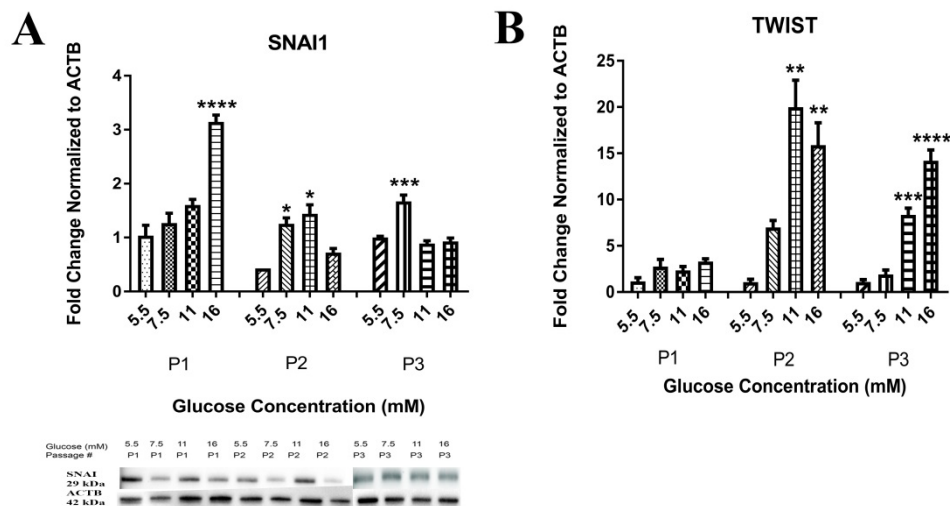 A
SNAI1
Fold Change Normalized to ACTB
4
3
2
1
0
****
* * ***
5.5 7.5 11 16 5.5 7.5 11 16 5.5 7.5 11 16
P1 P2 P3
Glucose Concentration (mM)
Glucose (mM) 5.5 7.5 11 16 5.5 7.5 11 16 5.5 7.5 11 16
Passage # P1 P1 P1 P1 P2 P2 P2 P2 P3 P3 P3 P3
SNAI
29 kDa
ACTB
42 kDa
B
TWIST
Fold Change Normalized to ACTB
25
20
15
10
5
0
** ** *** ****
5.5 7.5 11 16 5.5 7.5 11 16 5.5 7.5 11 16
P1 P2 P3
Glucose Concentration (mM)